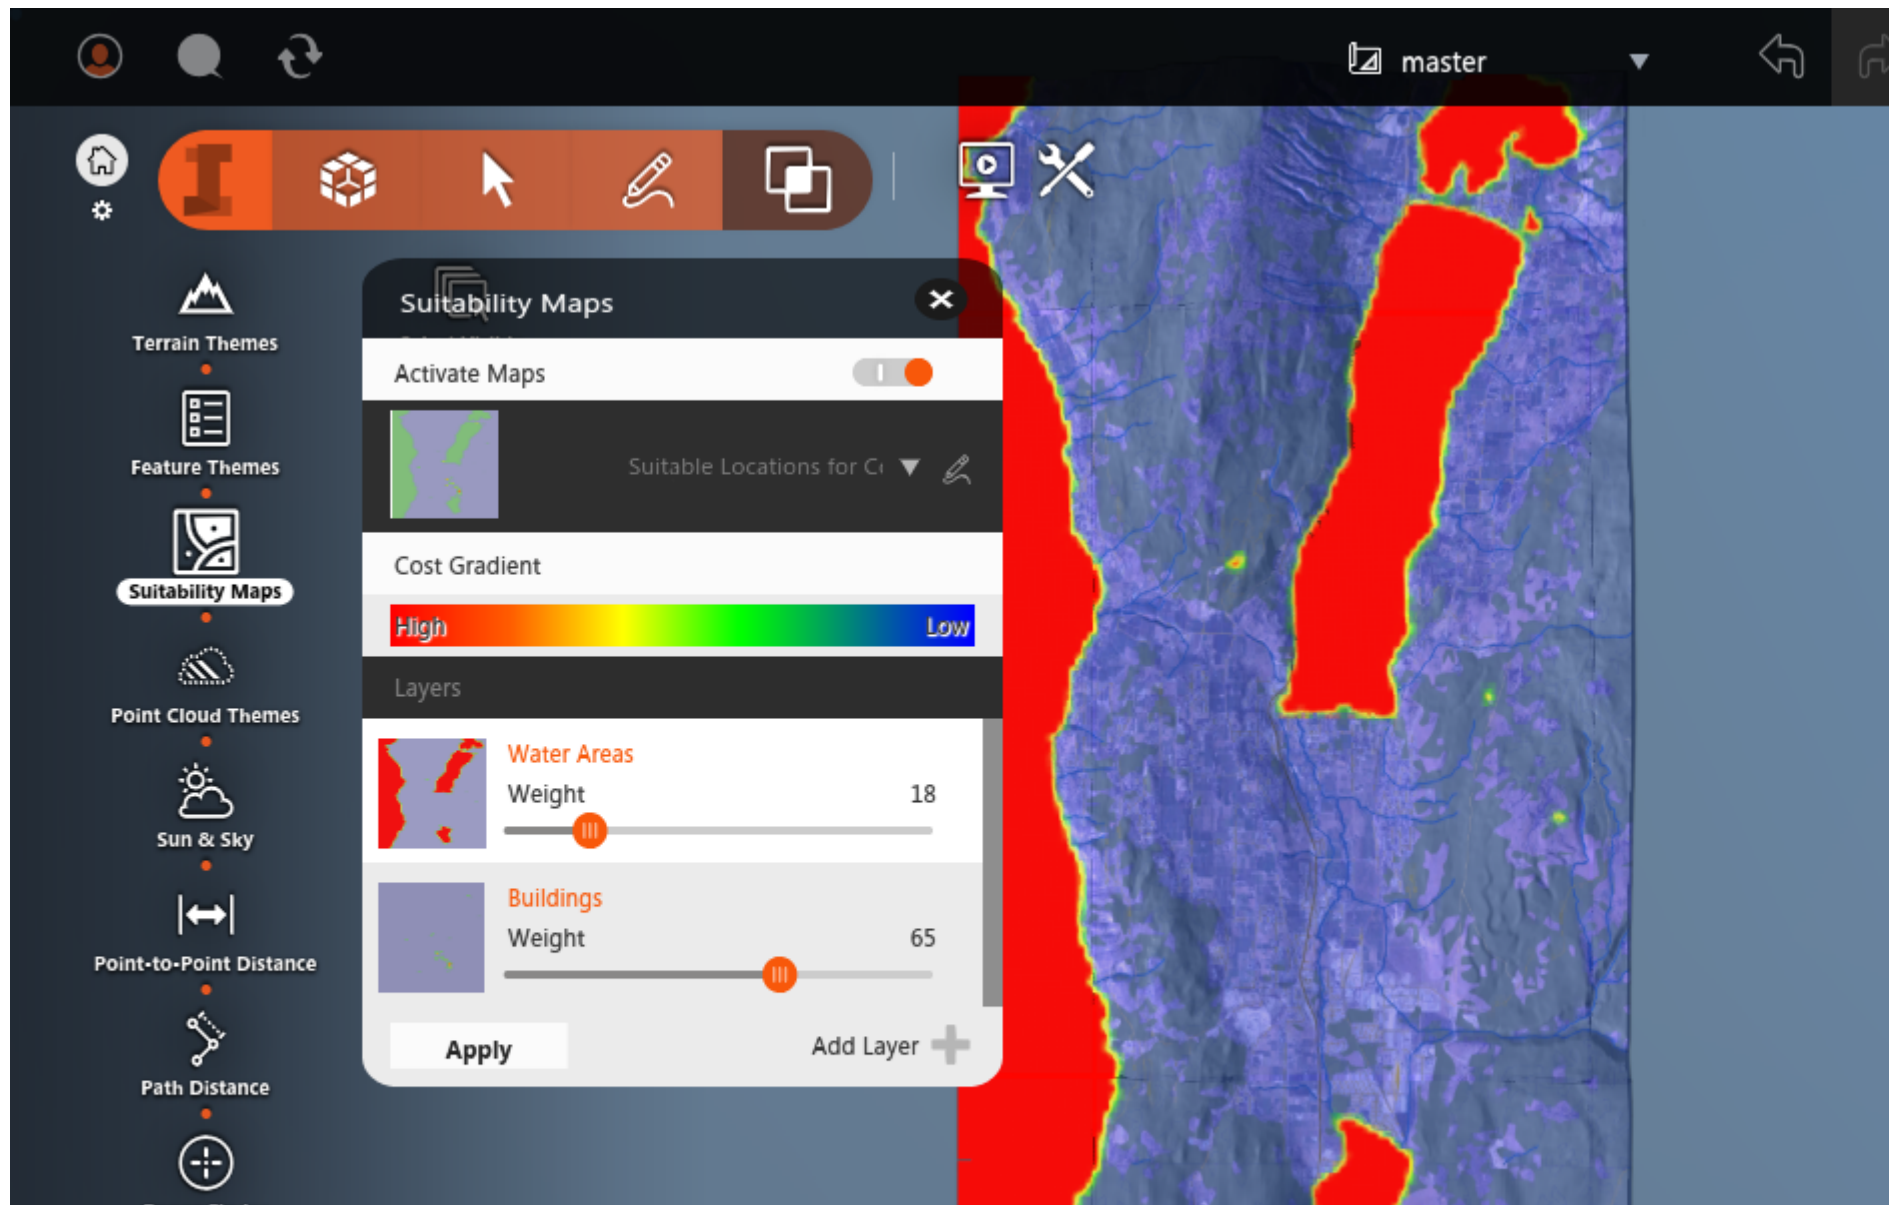 master
Terrain Themes
Feature Themes
Suitability Maps
Point Cloud Themes
Sun & Sky
Point-to-Point Distance
Path Distance
Suitability Maps
Activate Maps
Suitable Locations for
Cost Gradient
High Low
Layers
Water Areas
Weight 18
Buildings
Weight 65
Apply Add Layer